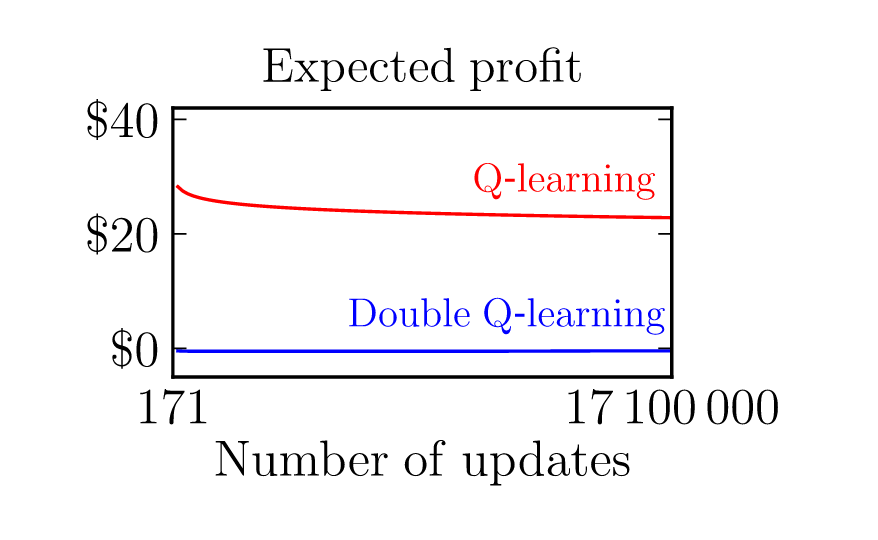 Expected profit
$40
Q-learning
$20
Double Q-learning
$0
171 17 100 000
Number of updates